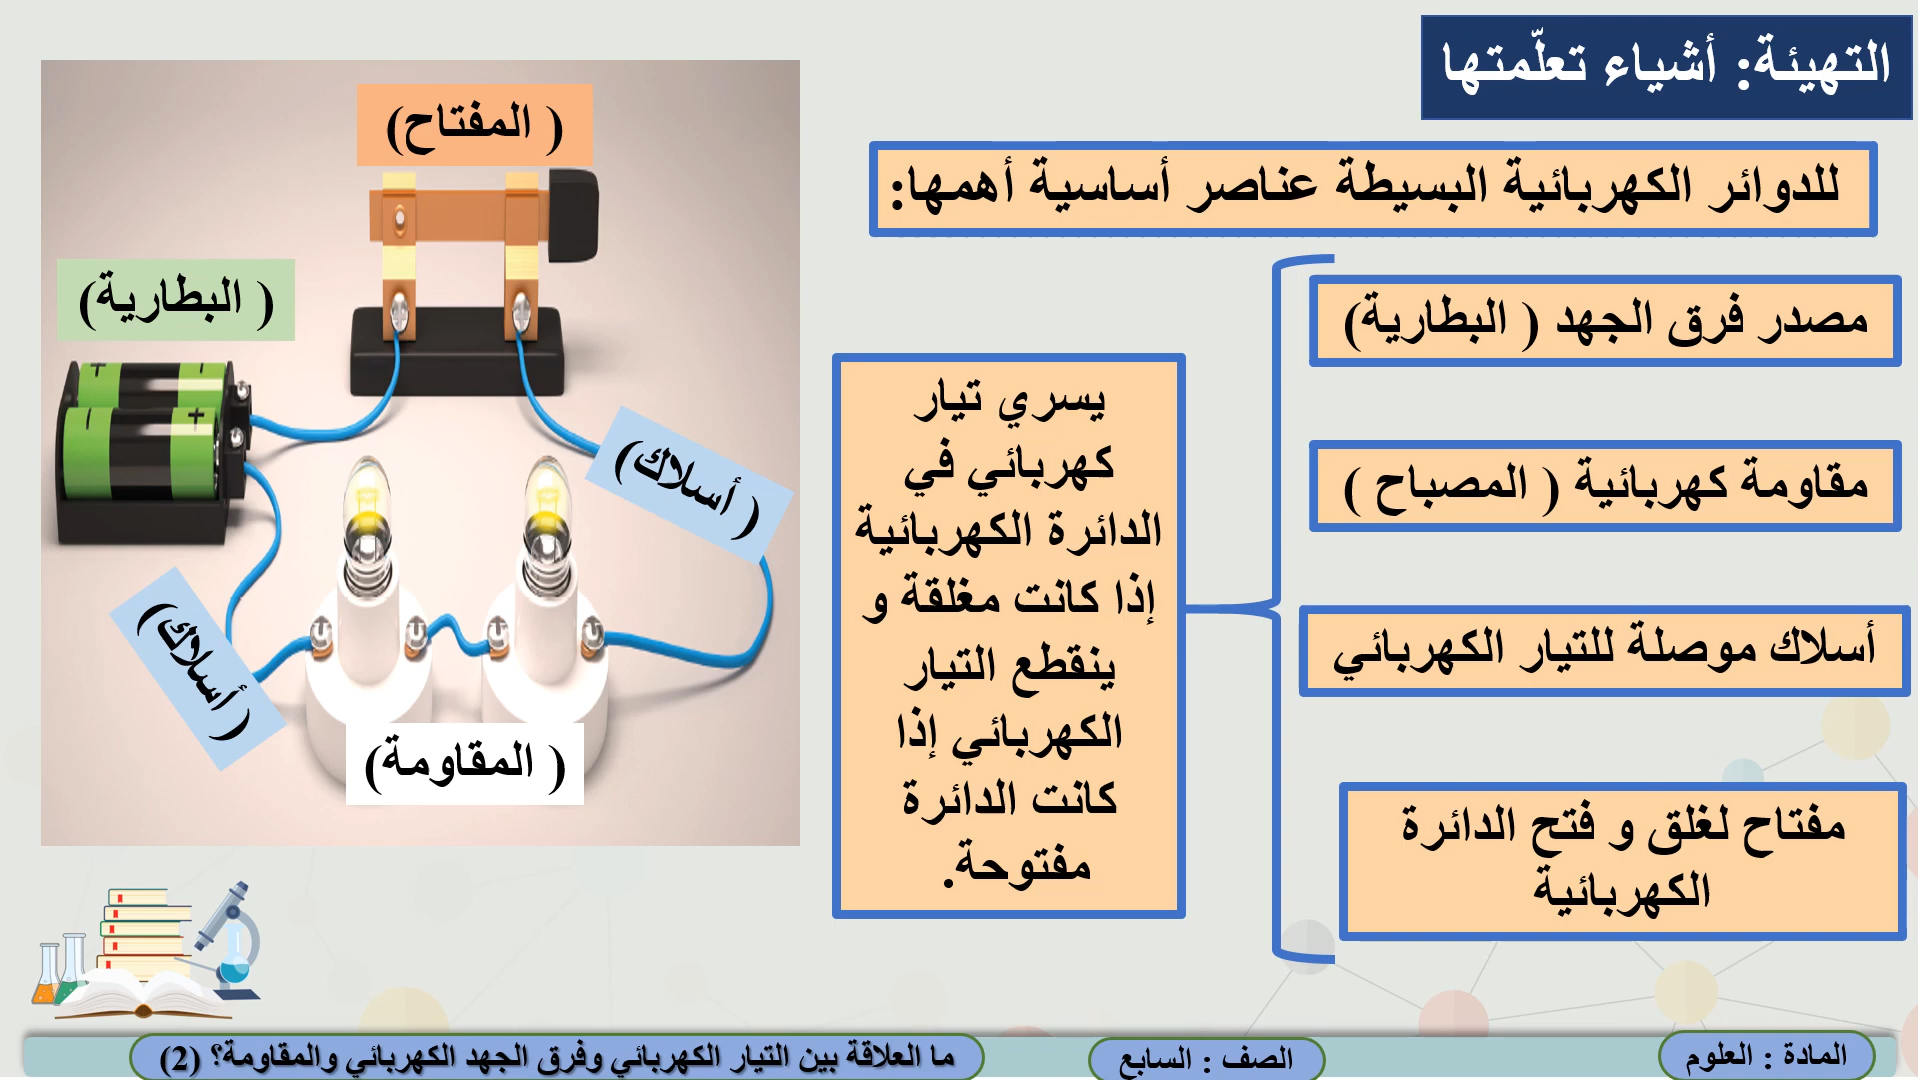 التهيئة: أشياء تعلّمتها
للدوائر الكهربائية البسيطة عناصر أساسية أهمها:
مصدر فرق الجهد ( البطارية)
مقاومة كهربائية ( المصباح )
أسلاك موصلة للتيار الكهربائي
مفتاح لغلق و فتح الدائرة
الكهربائية
يسري تيار
كهربائي في
الدائرة الكهربائية
إذا كانت مغلقة و
ينقطع التيار
الكهربائي إذا
كانت الدائرة
مفتوحة.
( المفتاح)
( البطارية)
( أسلاك)
( أسلاك)
( المقاومة)
المادة : العلوم
الصف : السابع
ما العلاقة بين التيار الكهربائي وفرق الجهد الكهربائي والمقاومة؟ (2)